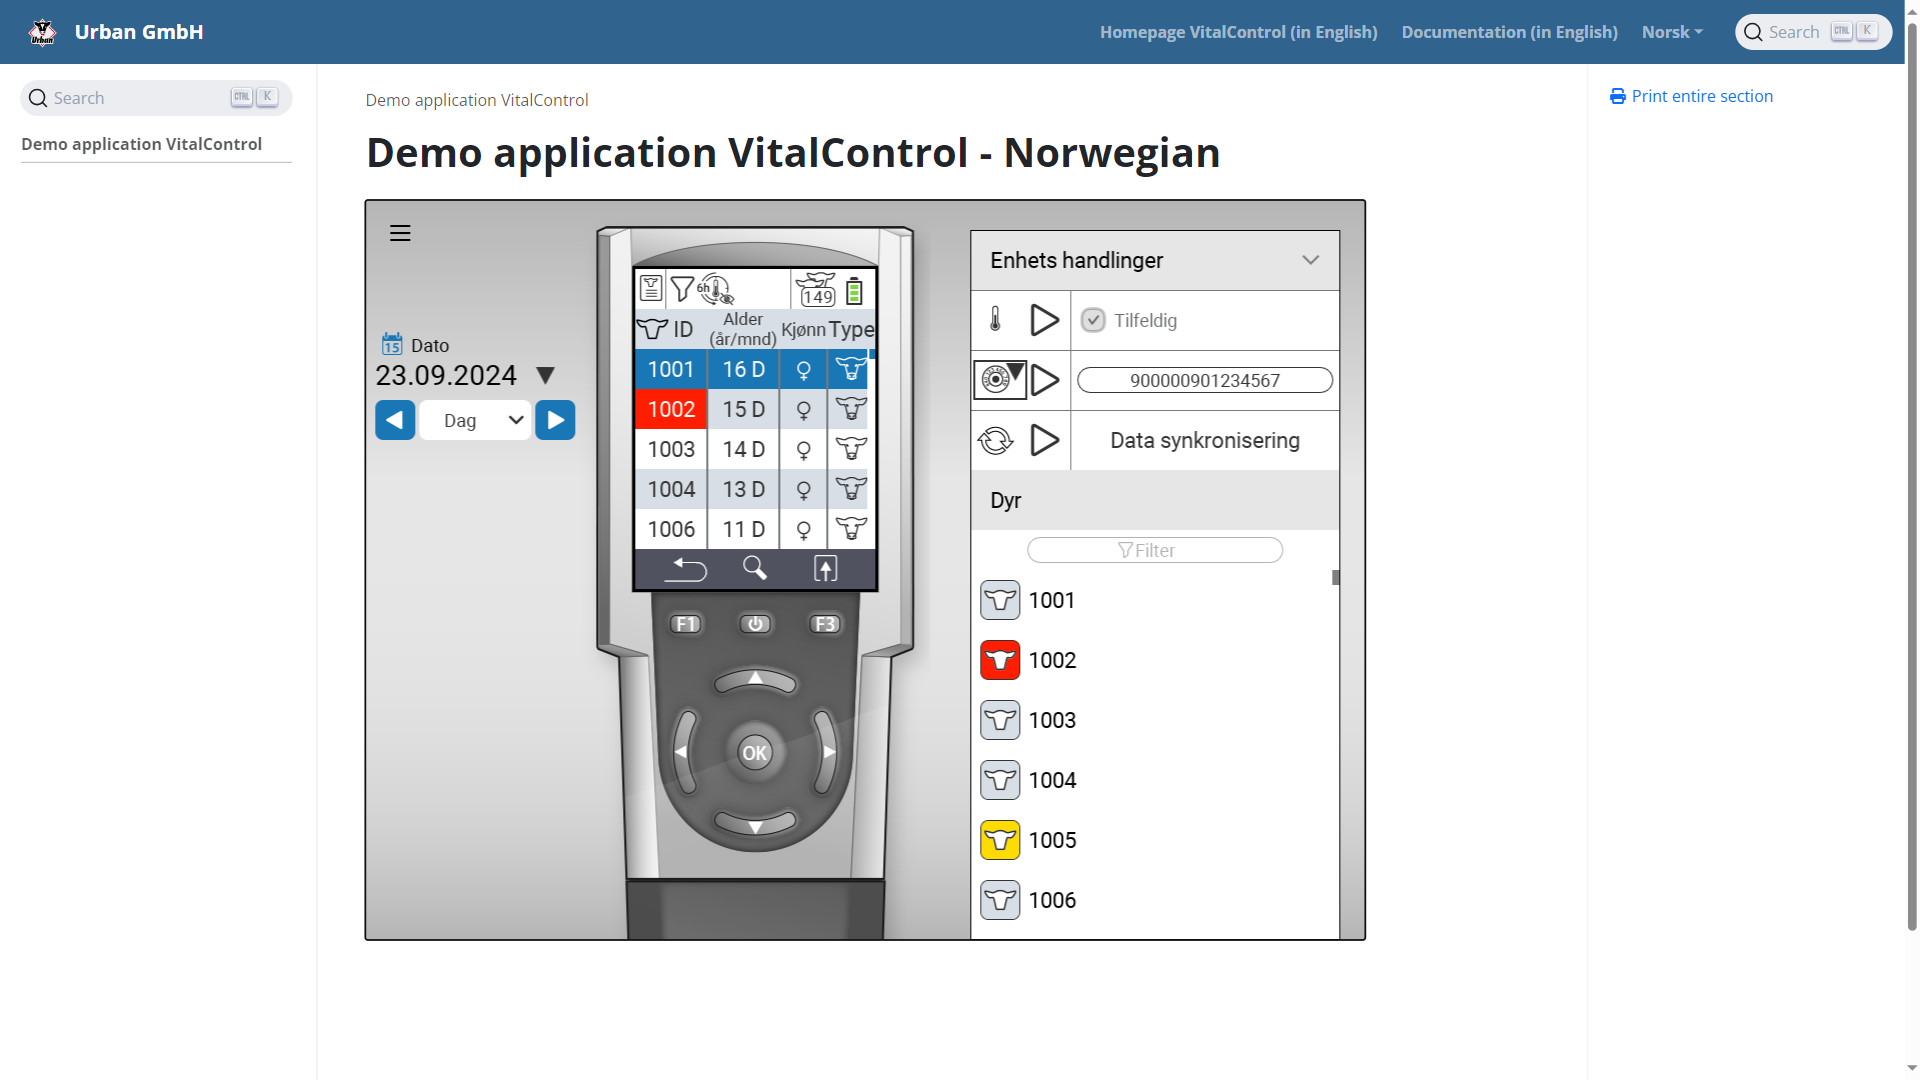 Urban GmbH
Homepage VitalControl (in English)
Documentation (in English)
Norsk
Search CTRL K
Search CTRL K
Demo application VitalControl
Demo application VitalControl
Print entire section
Demo application VitalControl - Norwegian
15 Dato
23.09.2024
Dag
6h
149
ID Alder (år/mnd) Kjønn Type
1001 16 D ♀
1002 15 D ♀
1003 14 D ♀
1004 13 D ♀
1006 11 D ♀
F1 F3
OK
Enhets handlinger
Tilfeldig
900000901234567
Data synkronisering
Dyr
Filter
1001
1002
1003
1004
1005
1006